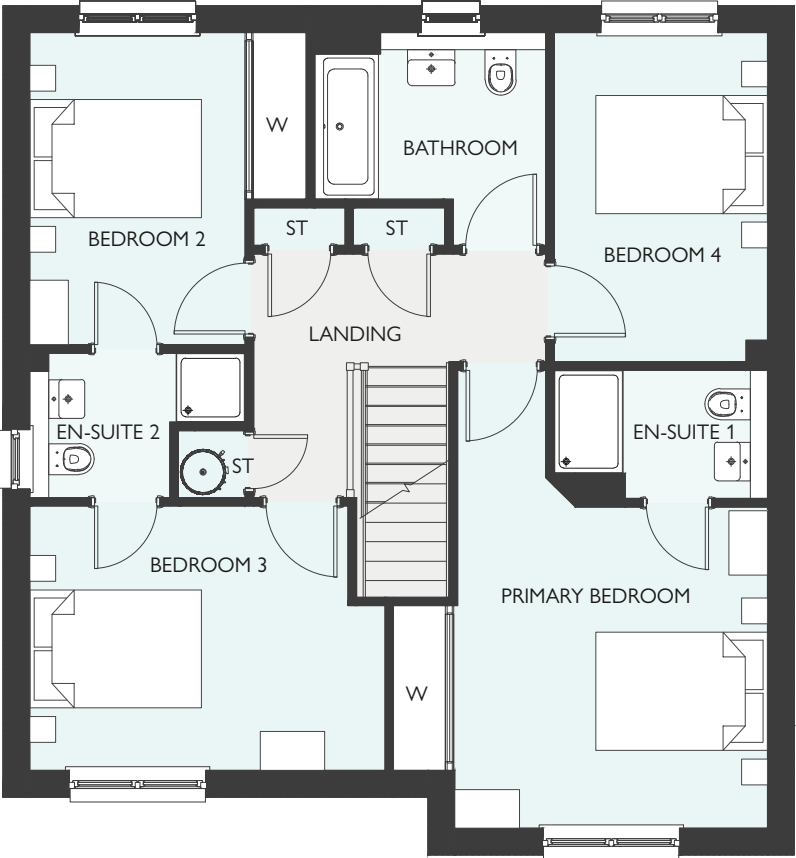 W
BATHROOM
ST
ST
BEDROOM 2
BEDROOM 4
LANDING
EN-SUITE 2
EN-SUITE 1
ST
BEDROOM 3
PRIMARY BEDROOM
W